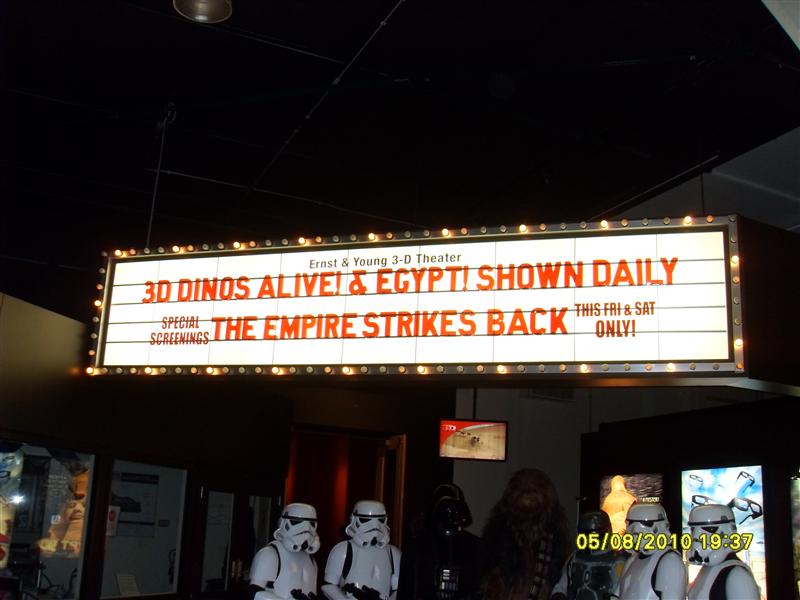 Ernst & Young 3-D Theater
3D DINOS ALIVE! & EGYPT! SHOWN DAILY
SPECIAL SCREENINGS THE EMPIRE STRIKES BACK THIS FRI & SAT ONLY!
05/08/2010 19:37